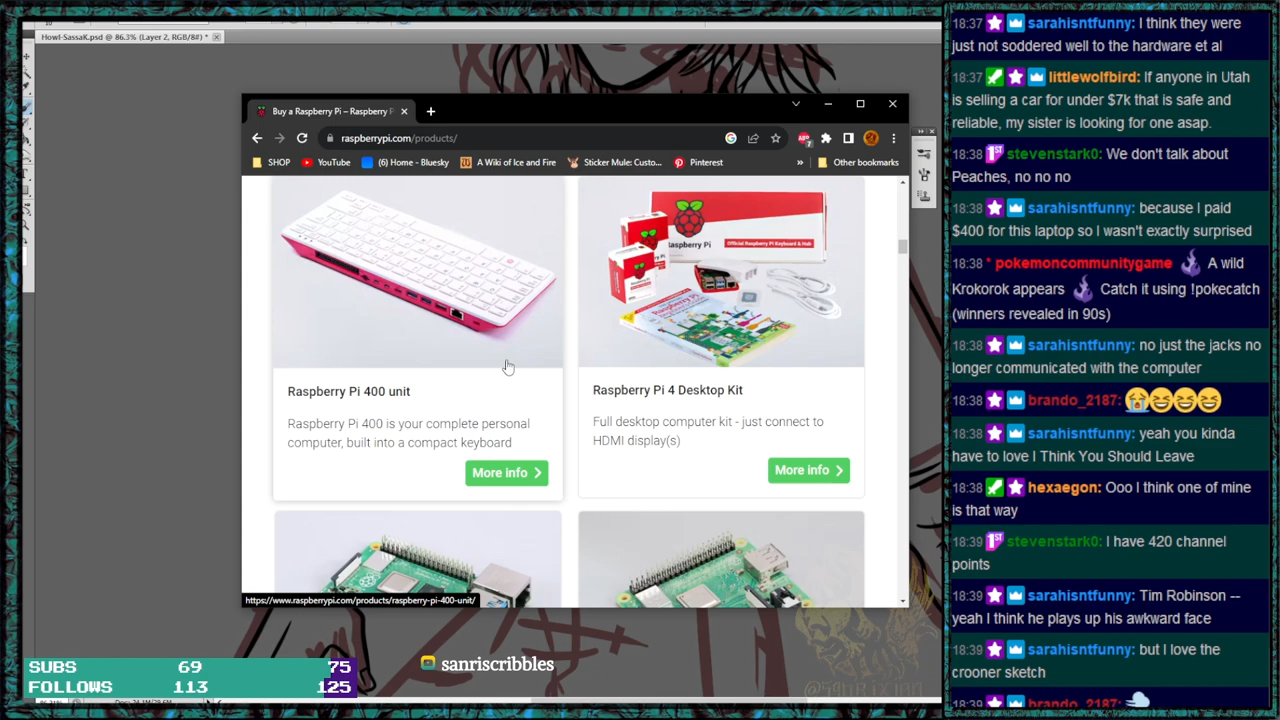 Howl-SassaK.psd @ 86.3% (Layer 2, RGB/8#) *
Buy a Raspberry Pi – Raspberry P
raspberrypi.com/products/
SHOP
YouTube
(6) Home - Bluesky
A Wiki of Ice and Fire
Sticker Mule: Custo...
Pinterest
»
Other bookmarks
Raspberry Pi
Official Raspberry Pi Keyboard & Hub
Raspberry Pi 400 unit
Raspberry Pi 400 is your complete personal
computer, built into a compact keyboard
More info
Raspberry Pi 4 Desktop Kit
Full desktop computer kit - just connect to
HDMI display(s)
More info
https://www.raspberrypi.com/products/raspberry-pi-400-unit/
SUBS 69 75
FOLLOWS 113 125
sanriscribbles
18:37 sarahisntfunny: I think they were
just not soddered well to the hardware et al
18:37 littlewolfbird: If anyone in Utah
is selling a car for under $7k that is safe and
reliable, my sister is looking for one asap.
18:38 1ST stevenstark0: We don't talk about
Peaches, no no no
18:38 sarahisntfunny: because I paid
$400 for this laptop so I wasn't exactly surprised
18:38 * pokemoncommunitygame A wild
Krokorok appears Catch it using !pokecatch
(winners revealed in 90s)
18:38 sarahisntfunny: no just the jacks no
longer communicated with the computer
18:38 brando_2187: 😭😆😆😆
18:38 sarahisntfunny: yeah you kinda
have to love I Think You Should Leave
18:38 hexaegon: Ooo I think one of mine
is that way
18:39 1ST stevenstark0: I have 420 channel
points
18:39 sarahisntfunny: Tim Robinson --
yeah I think he plays up his awkward face
18:39 sarahisntfunny: but I love the
crooner sketch
18:39 brando_2187: 💨